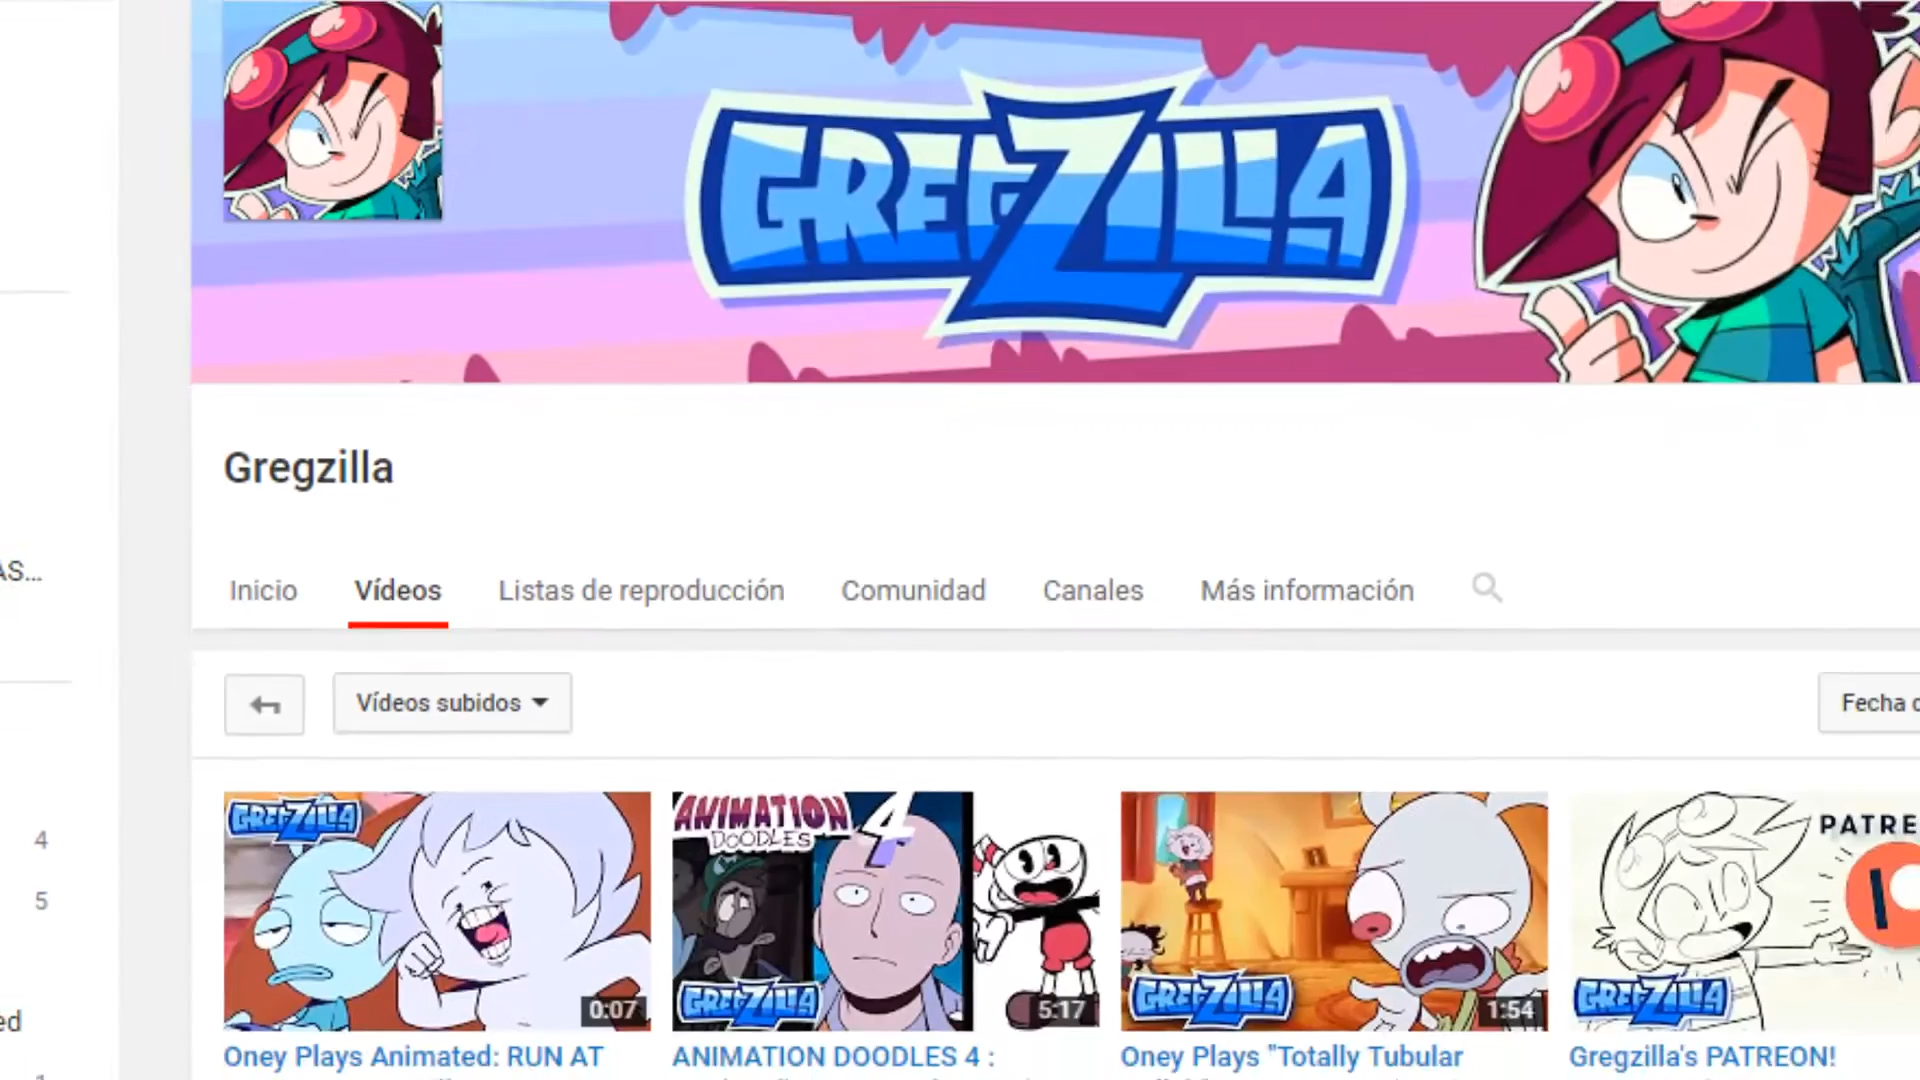 GREGZILLA
Gregzilla
AS...
Inicio
Vídeos
Listas de reproducción
Comunidad
Canales
Más información
Vídeos subidos
Fecha
GREGZILLA
0:07
ANIMATION
DOODLES
4
GREGZILLA
5:17
GREGZILLA
1:54
PATRE
GREGZILLA
4
5
ed
Oney Plays Animated: RUN AT
ANIMATION DOODLES 4 :
Oney Plays "Totally Tubular
Gregzilla's PATREON!